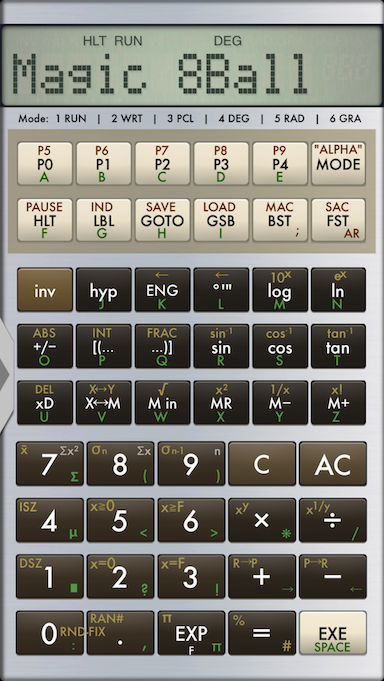 HLT RUN DEG
Magic 8Ball
Mode: 1 RUN | 2 WRT | 3 PCL | 4 DEG | 5 RAD | 6 GRA
P5 P6 P7 P8 P9 "ALPHA"
P0 P1 P2 P3 P4 MODE
A B C D E
PAUSE IND SAVE LOAD MAC SAC
HLT LBL GOTO GSB BST FST
F G H I ; AR
← ← 10ˣ eˣ
inv hyp ENG °'" log ln
J K L M N
ABS INT FRAC sin⁻¹ cos⁻¹ tan⁻¹
+/− [(... ...)] sin cos tan
O P Q R S T
DEL X↔Y √ x² 1/x x!
xD X↔M M in MR M− M+
U V W X Y Z
x̄ Σx² σn Σx σn-1 n
7 8 9 C AC
Σ ( )
ISZ x≧0 x≧F xʸ x^1/y
4 5 6 × ÷
μ < > * /
DSZ x=0 x=F R→P P→R
1 2 3 + −
■ ? ! → ←
RAN# π %
0 RND·FIX . EXP = EXE
: , F π # SPACE